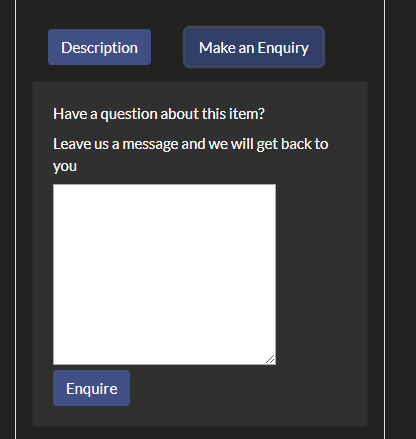 Description Make an Enquiry
Have a question about this item?
Leave us a message and we will get back to
you
Enquire